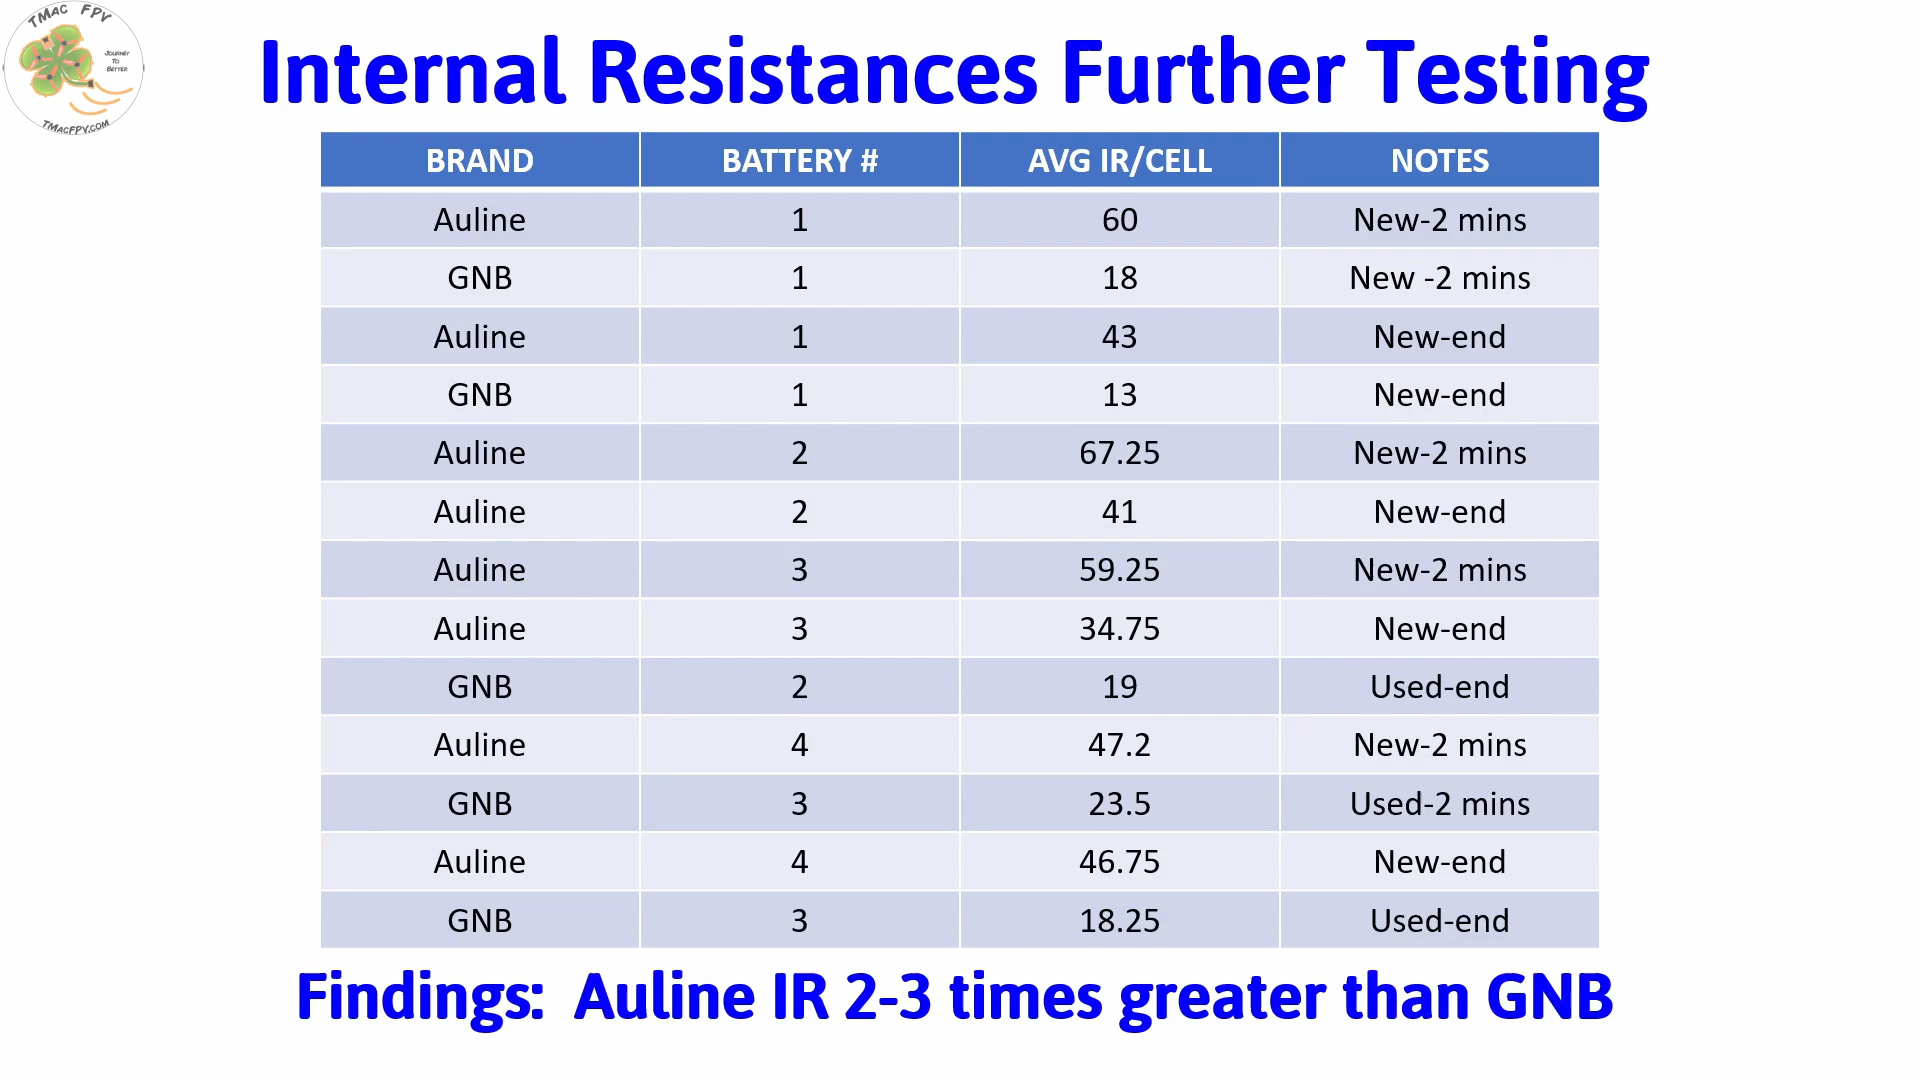 TMAC FPV
JOURNEY
TO
BETTER
TMACFPV.COM
Internal Resistances Further Testing
BRAND BATTERY # AVG IR/CELL NOTES
Auline 1 60 New-2 mins
GNB 1 18 New -2 mins
Auline 1 43 New-end
GNB 1 13 New-end
Auline 2 67.25 New-2 mins
Auline 2 41 New-end
Auline 3 59.25 New-2 mins
Auline 3 34.75 New-end
GNB 2 19 Used-end
Auline 4 47.2 New-2 mins
GNB 3 23.5 Used-2 mins
Auline 4 46.75 New-end
GNB 3 18.25 Used-end
Findings: Auline IR 2-3 times greater than GNB